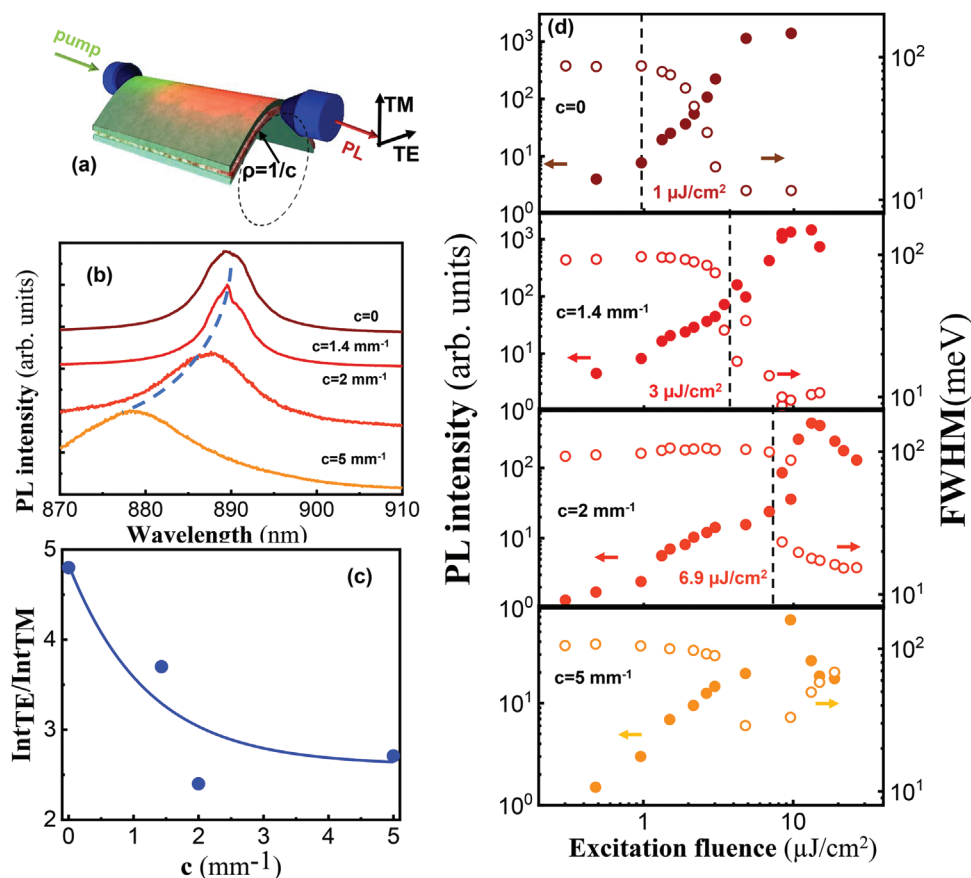 pump
TM
PL
TE
(a)
ρ=1/c
(b)
c=0
c=1.4 mm⁻¹
c=2 mm⁻¹
c=5 mm⁻¹
PL intensity (arb. units)
870 880 890 900 910
Wavelength (nm)
(c)
5
4
3
2
IntTE/IntTM
0 1 2 3 4 5
c (mm⁻¹)
(d)
10³
10²
10¹
10⁰
c=0
1 μJ/cm²
10²
10¹
10³
10²
10¹
10⁰
c=1.4 mm⁻¹
3 μJ/cm²
10²
10¹
10²
10¹
10⁰
c=2 mm⁻¹
6.9 μJ/cm²
10²
10¹
10¹
10⁰
c=5 mm⁻¹
10²
10¹
PL intensity (arb. units)
FWHM(meV)
1 10
Excitation fluence (μJ/cm²)